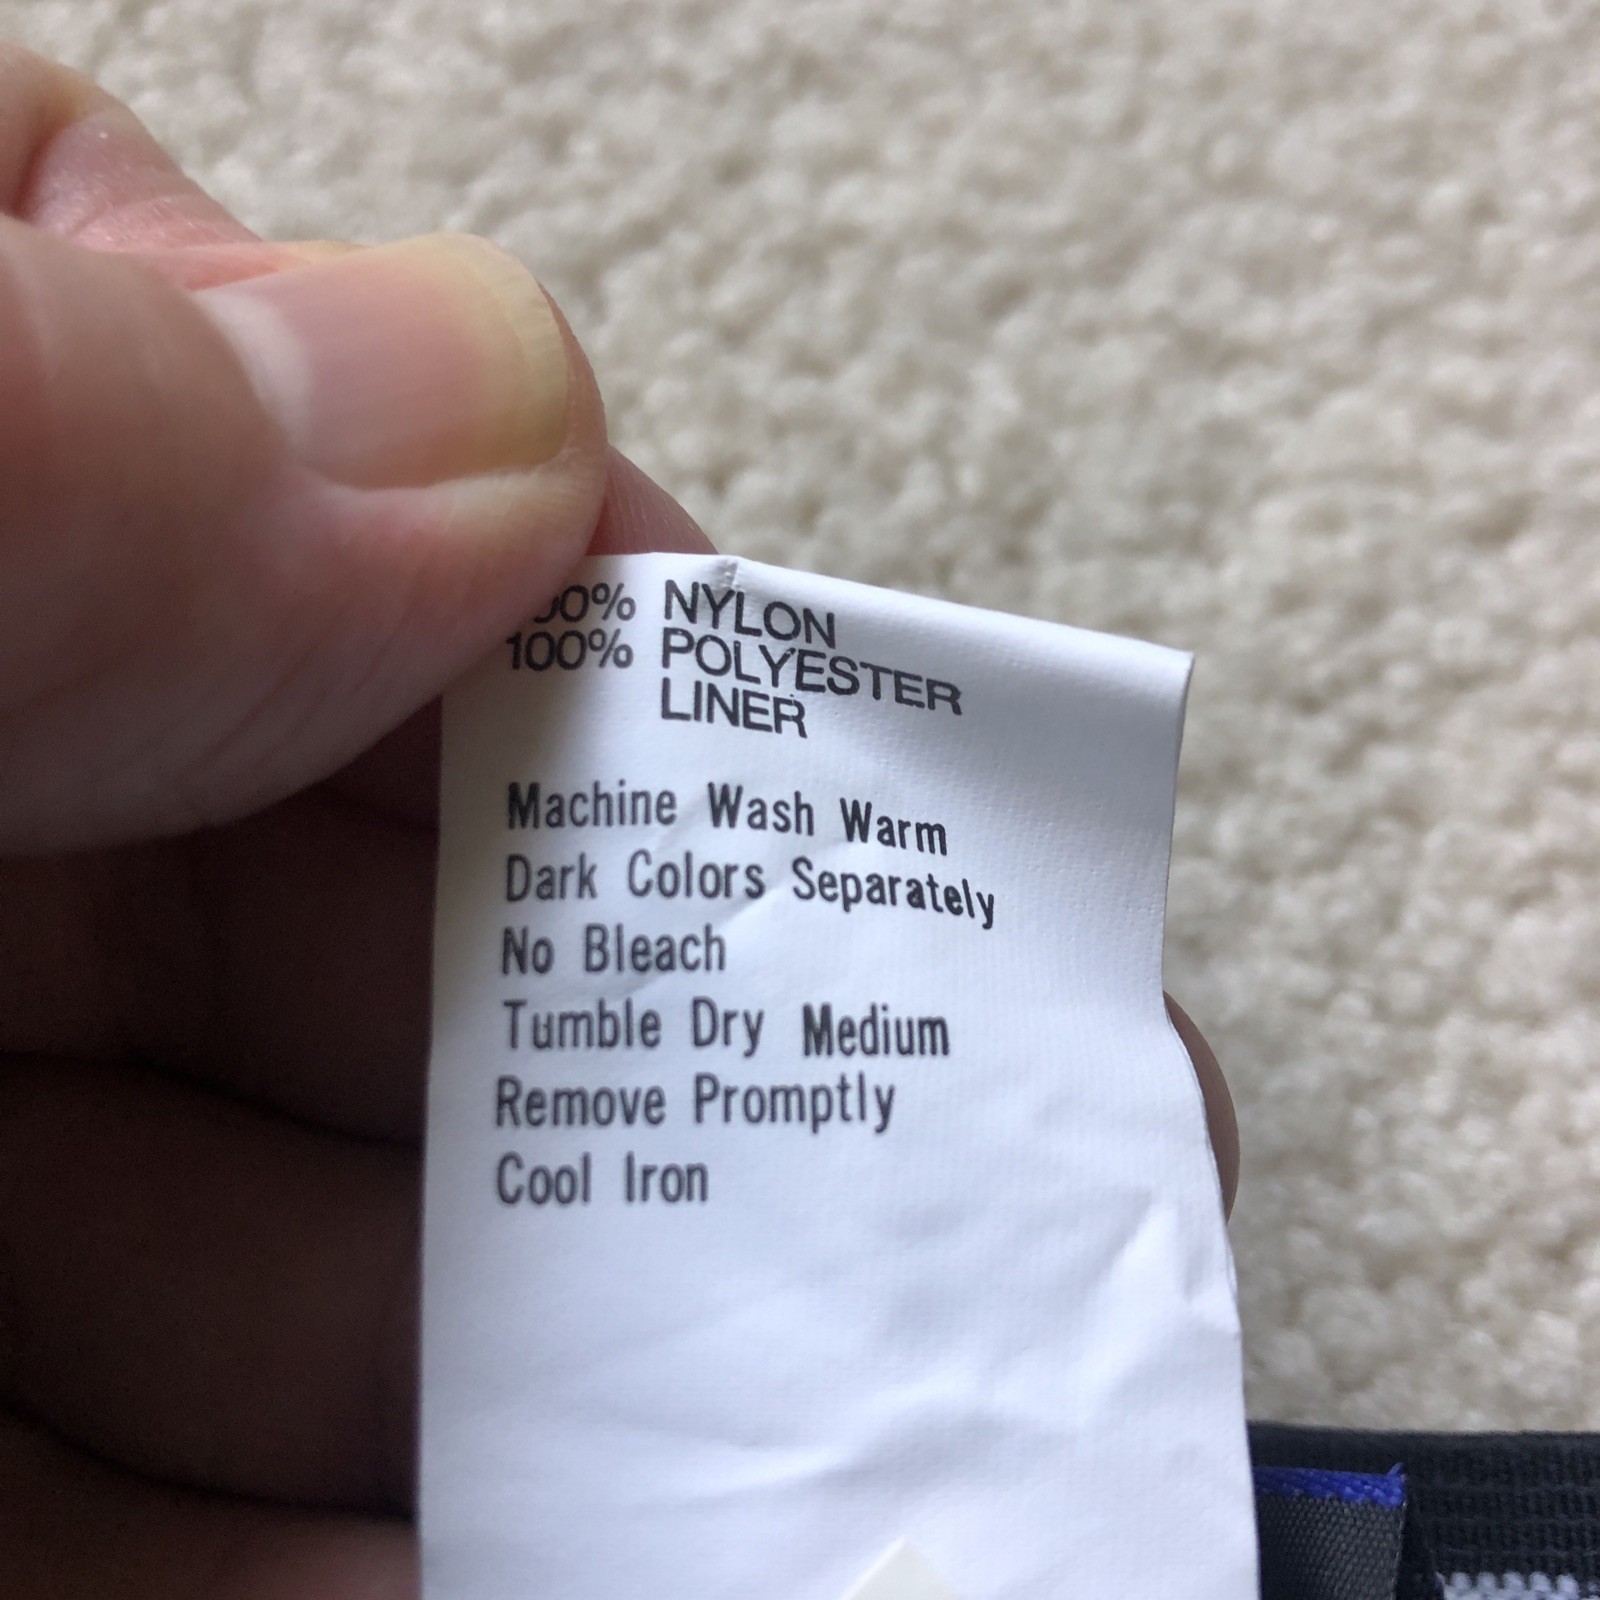 NYLON
100% POLYESTER
LINER
Machine Wash Warm
Dark Colors Separately
No Bleach
Tumble Dry Medium
Remove Promptly
Cool Iron